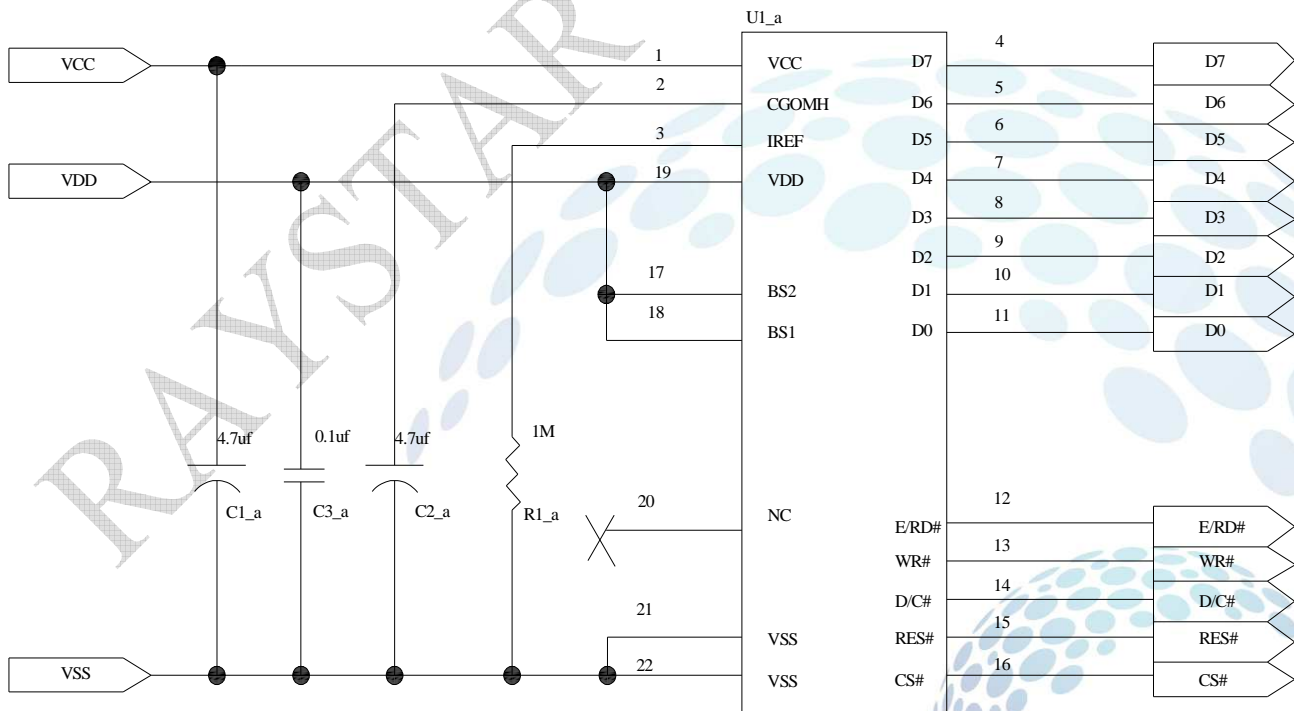 U1_a
VCC 1 VCC D7 4 D7
2 CGOMH D6 5 D6
3 IREF D5 6 D5
VDD 19 VDD D4 7 D4
D3 8 D3
D2 9 D2
17 BS2 D1 10 D1
18 BS1 D0 11 D0
4.7uf 0.1uf 4.7uf 1M
C1_a C3_a C2_a R1_a
20 NC E/RD# 12 E/RD#
WR# 13 WR#
D/C# 14 D/C#
21 VSS RES# 15 RES#
VSS 22 VSS CS# 16 CS#
RAYSTAR